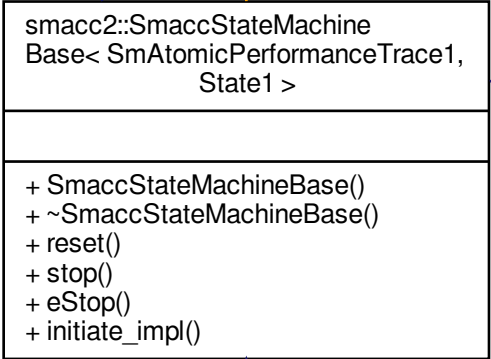 smacc2::SmaccStateMachine
Base< SmAtomicPerformanceTrace1,
State1 >
+ SmaccStateMachineBase()
+ ~SmaccStateMachineBase()
+ reset()
+ stop()
+ eStop()
+ initiate_impl()